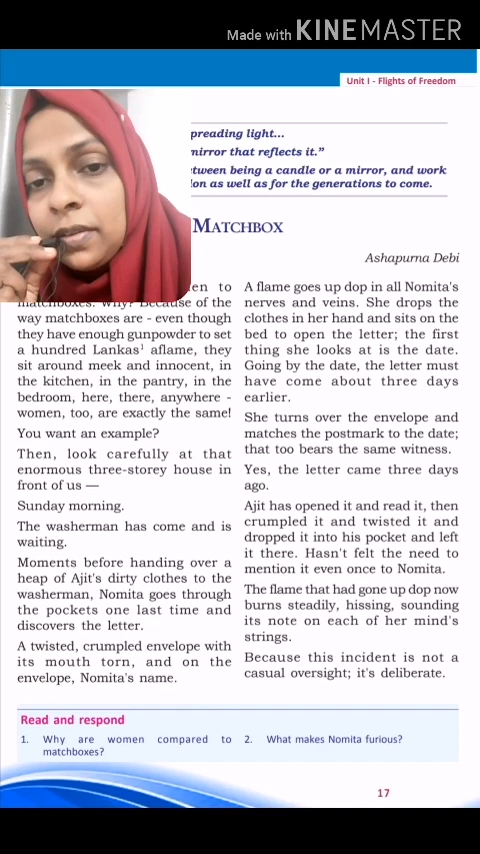 Made with KINEMASTER
Unit I - Flights of Freedom
preading light...
mirror that reflects it.”
tween being a candle or a mirror, and work
ion as well as for the generations to come.
MATCHBOX
Ashapurna Debi
en to
matchboxes. Why? Because of the
way matchboxes are - even though
they have enough gunpowder to set
a hundred Lankas¹ aflame, they
sit around meek and innocent, in
the kitchen, in the pantry, in the
bedroom, here, there, anywhere -
women, too, are exactly the same!
You want an example?
Then, look carefully at that
enormous three-storey house in
front of us —
Sunday morning.
The washerman has come and is
waiting.
Moments before handing over a
heap of Ajit's dirty clothes to the
washerman, Nomita goes through
the pockets one last time and
discovers the letter.
A twisted, crumpled envelope with
its mouth torn, and on the
envelope, Nomita's name.
A flame goes up dop in all Nomita's
nerves and veins. She drops the
clothes in her hand and sits on the
bed to open the letter; the first
thing she looks at is the date.
Going by the date, the letter must
have come about three days
earlier.
She turns over the envelope and
matches the postmark to the date;
that too bears the same witness.
Yes, the letter came three days
ago.
Ajit has opened it and read it, then
crumpled it and twisted it and
dropped it into his pocket and left
it there. Hasn't felt the need to
mention it even once to Nomita.
The flame that had gone up dop now
burns steadily, hissing, sounding
its note on each of her mind's
strings.
Because this incident is not a
casual oversight; it's deliberate.
Read and respond
1. Why are women compared to
matchboxes?
2. What makes Nomita furious?
17